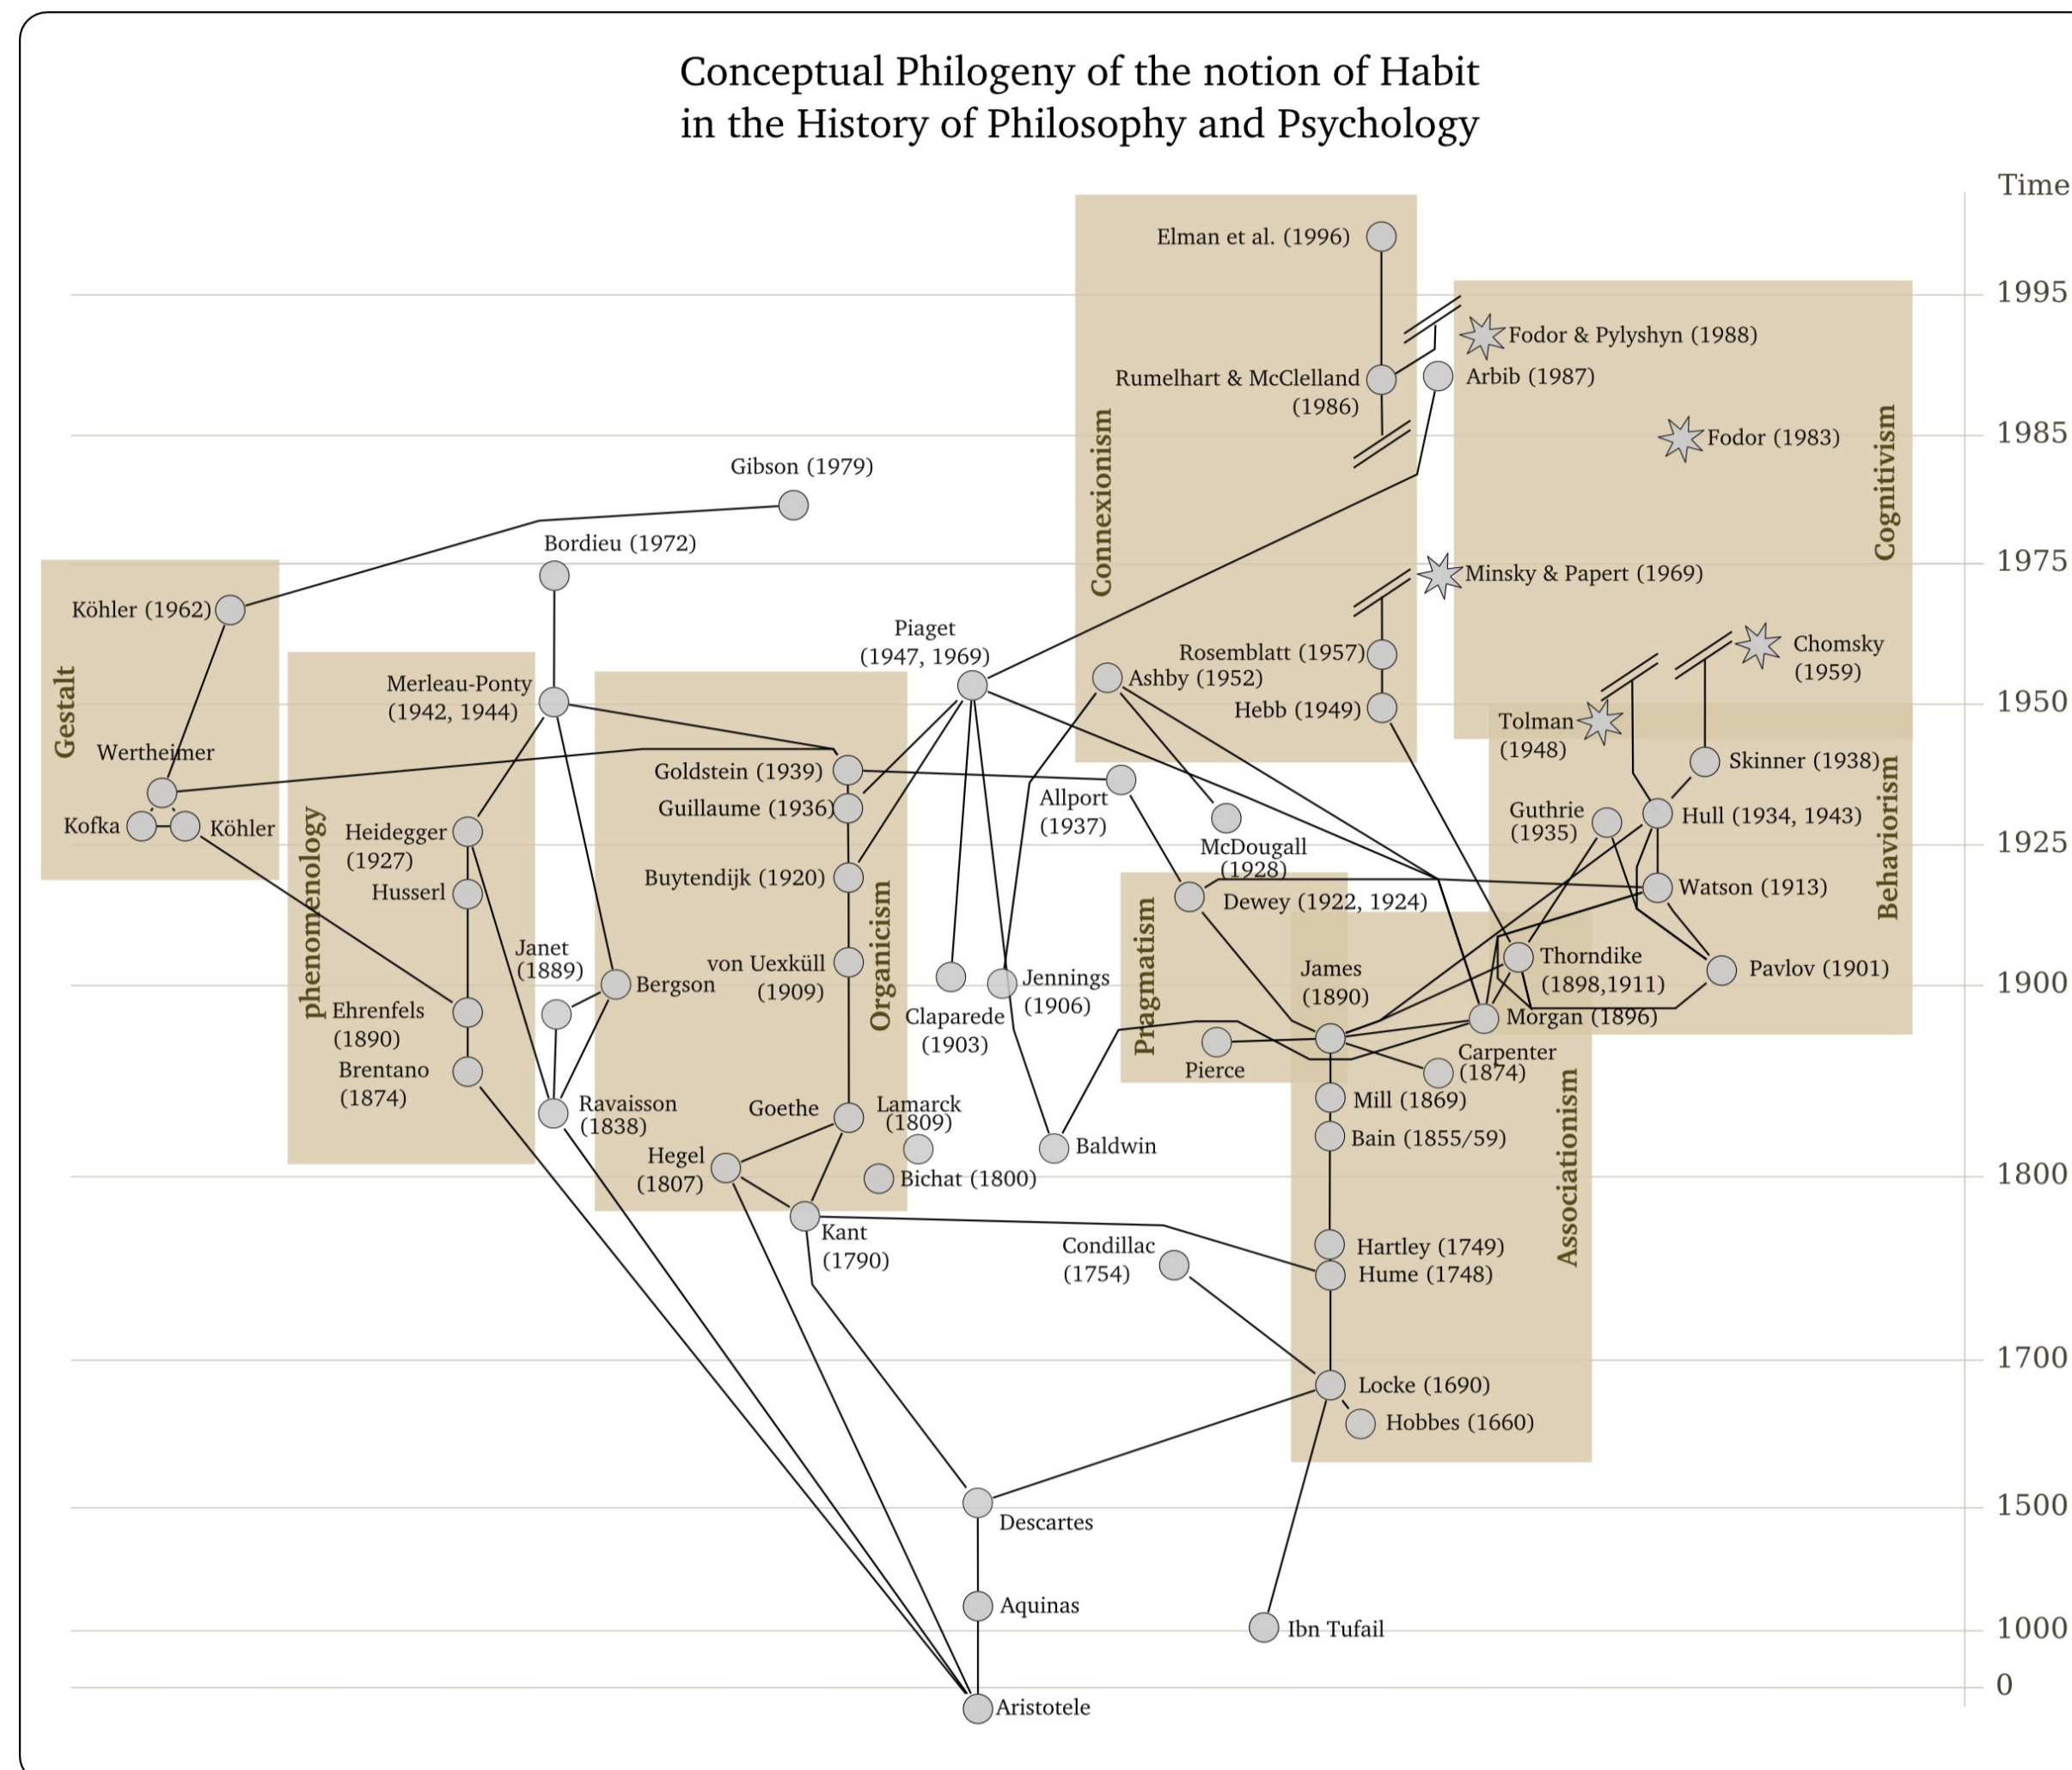 Conceptual Philogeny of the notion of Habit
in the History of Philosophy and Psychology
Time
Elman et al. (1996)
1995
Fodor & Pylyshyn (1988)
Rumelhart & McClelland
(1986)
Arbib (1987)
Connexionism
Cognitivism
1985
Fodor (1983)
Gibson (1979)
Bordieu (1972)
1975
Minsky & Papert (1969)
Köhler (1962)
Gestalt
Piaget
(1947, 1969)
Rosemblatt (1957)
Chomsky
(1959)
Merleau-Ponty
(1942, 1944)
Ashby (1952)
Hebb (1949)
1950
Tolman
(1948)
Wertheimer
Goldstein (1939)
Skinner (1938)
Behaviorism
Allport
(1937)
Guillaume (1936)
Guthrie
(1935)
Hull (1934, 1943)
Kofka
Köhler
phenomenology
Heidegger
(1927)
1925
McDougall
(1928)
Husserl
Buytendijk (1920)
Organicism
Pragmatism
Dewey (1922, 1924)
Watson (1913)
Janet
(1889)
Bergson
von Uexküll
(1909)
Jennings
(1906)
James
(1890)
Thorndike
(1898,1911)
Pavlov (1901)
1900
Ehrenfels
(1890)
Claparede
(1903)
Morgan (1896)
Brentano
(1874)
Pierce
Carpenter
(1874)
Ravaisson
(1838)
Goethe
Lamarck
(1809)
Mill (1869)
Associationism
Hegel
(1807)
Baldwin
Bain (1855/59)
Bichat (1800)
1800
Kant
(1790)
Condillac
(1754)
Hartley (1749)
Hume (1748)
1700
Locke (1690)
Hobbes (1660)
1500
Descartes
Aquinas
Ibn Tufail
1000
0
Aristotele